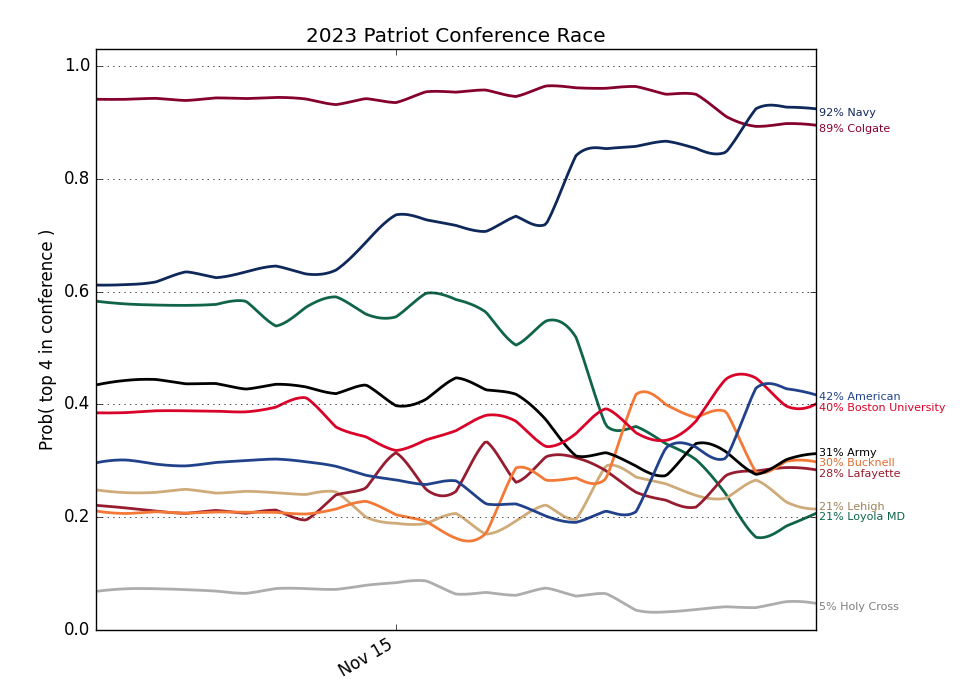 2023 Patriot Conference Race
Prob( top 4 in conference )
1.0
0.8
0.6
0.4
0.2
0.0
Nov 15
92% Navy
89% Colgate
42% American
40% Boston University
31% Army
30% Bucknell
28% Lafayette
21% Lehigh
21% Loyola MD
5% Holy Cross